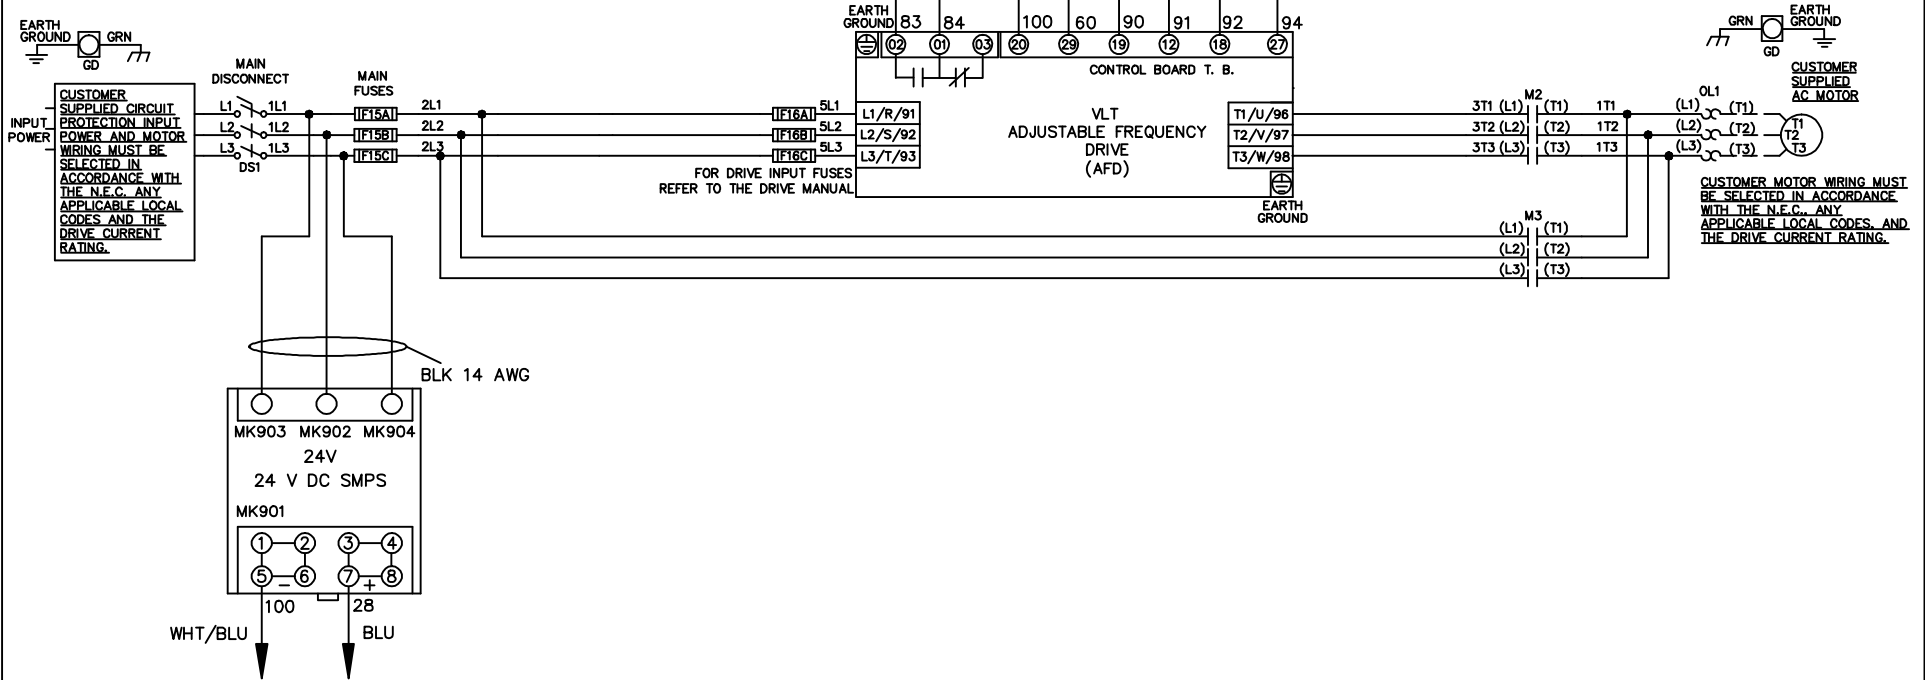 EARTH
GROUND
GRN
GD
INPUT
POWER
CUSTOMER
SUPPLIED CIRCUIT
PROTECTION INPUT
POWER AND MOTOR
WIRING MUST BE
SELECTED IN
ACCORDANCE WITH
THE N.E.C. ANY
APPLICABLE LOCAL
CODES AND THE
DRIVE CURRENT
RATING.
MAIN
DISCONNECT
L1 1L1
L2 1L2
L3 1L3
DS1
MAIN
FUSES
F15A
F15B
F15C
2L1
2L2
2L3
F16A 5L1
F16B 5L2
F16C 5L3
FOR DRIVE INPUT FUSES
REFER TO THE DRIVE MANUAL
EARTH
GROUND
83 84 100 60 90 91 92 94
02 01 03 20 29 19 12 18 27
CONTROL BOARD T. B.
L1/R/91
L2/S/92
L3/T/93
VLT
ADJUSTABLE FREQUENCY
DRIVE
(AFD)
T1/U/96
T2/V/97
T3/W/98
EARTH
GROUND
M2
3T1 (L1) (T1) 1T1
3T2 (L2) (T2) 1T2
3T3 (L3) (T3) 1T3
M3
(L1) (T1)
(L2) (T2)
(L3) (T3)
OL1
(L1) (T1)
(L2) (T2)
(L3) (T3)
T1
T2
T3
GRN
GD
EARTH
GROUND
CUSTOMER
SUPPLIED
AC MOTOR
CUSTOMER MOTOR WIRING MUST
BE SELECTED IN ACCORDANCE
WITH THE N.E.C., ANY
APPLICABLE LOCAL CODES, AND
THE DRIVE CURRENT RATING.
BLK 14 AWG
MK903 MK902 MK904
24V
24 V DC SMPS
MK901
1 2 3 4
5 6 7 8
− +
100 28
WHT/BLU BLU